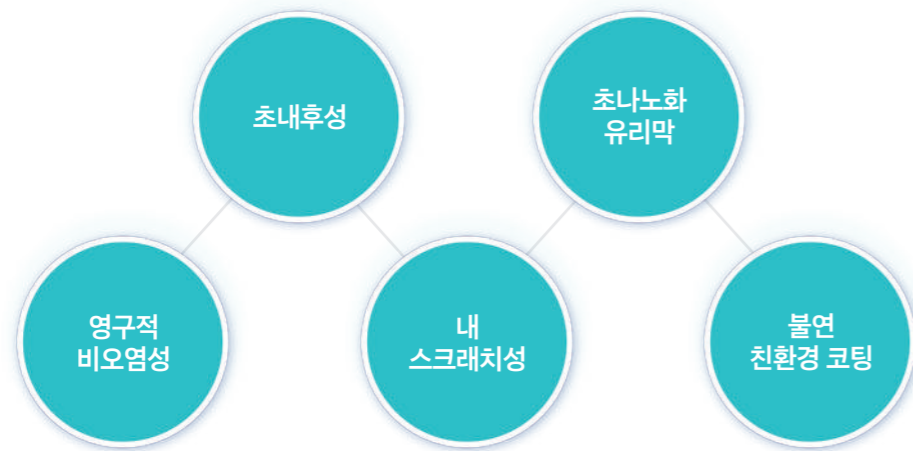 초내후성
초나노화
유리막
영구적
비오염성
내
스크래치성
불연
친환경 코팅